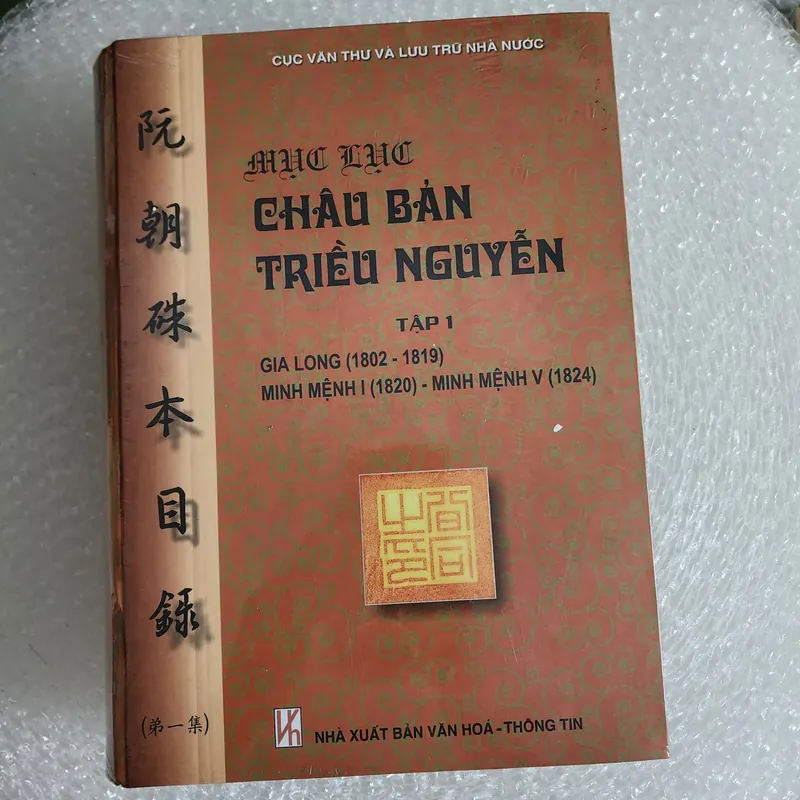 CỤC VĂN THƯ VÀ LƯU TRỮ NHÀ NƯỚC
MỤC LỤC
CHÂU BẢN
TRIỀU NGUYỄN
TẬP 1
GIA LONG (1802 - 1819)
MINH MỆNH I (1820) - MINH MỆNH V (1824)
NHÀ XUẤT BẢN VĂN HOÁ - THÔNG TIN
阮朝硃本目録
(弟一集)